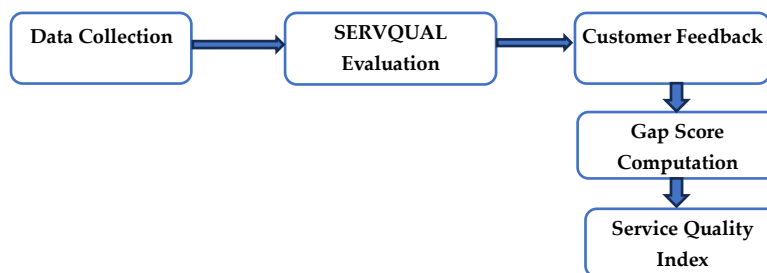 Data Collection
SERVQUAL
Evaluation
Customer Feedback
Gap Score
Computation
Service Quality
Index